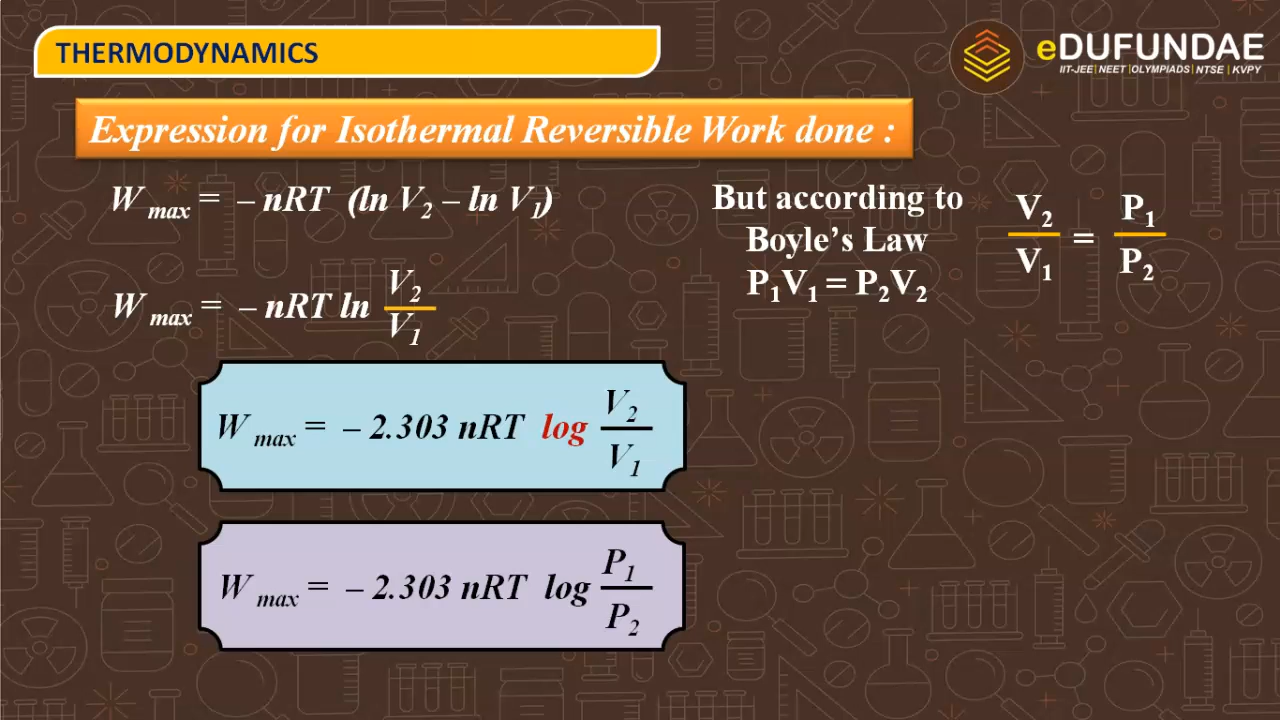 THERMODYNAMICS
eDUFUNDAE
IIT-JEE| NEET |OLYMPIADS| NTSE | KVPY
Expression for Isothermal Reversible Work done :
W max = – nRT (ln V2 – ln V1)
W max = – nRT ln V2 / V1
But according to
Boyle's Law
P1V1 = P2V2
V2 / V1 = P1 / P2
W max = – 2.303 nRT log V2 / V1
W max = – 2.303 nRT log P1 / P2